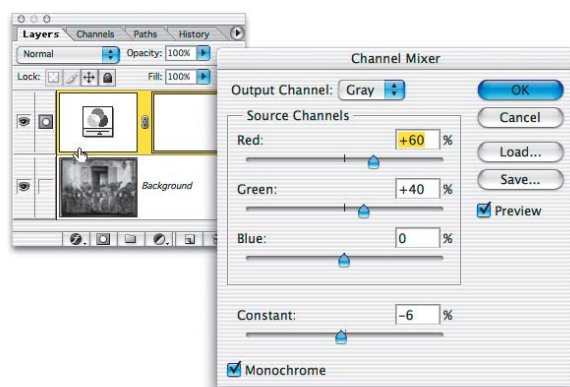 Layers Channels Paths History
Normal Opacity: 100%
Lock: Fill: 100%
Background
Channel Mixer
Output Channel: Gray
Source Channels
Red: +60 %
Green: +40 %
Blue: 0 %
Constant: -6 %
Monochrome
OK
Cancel
Load...
Save...
Preview